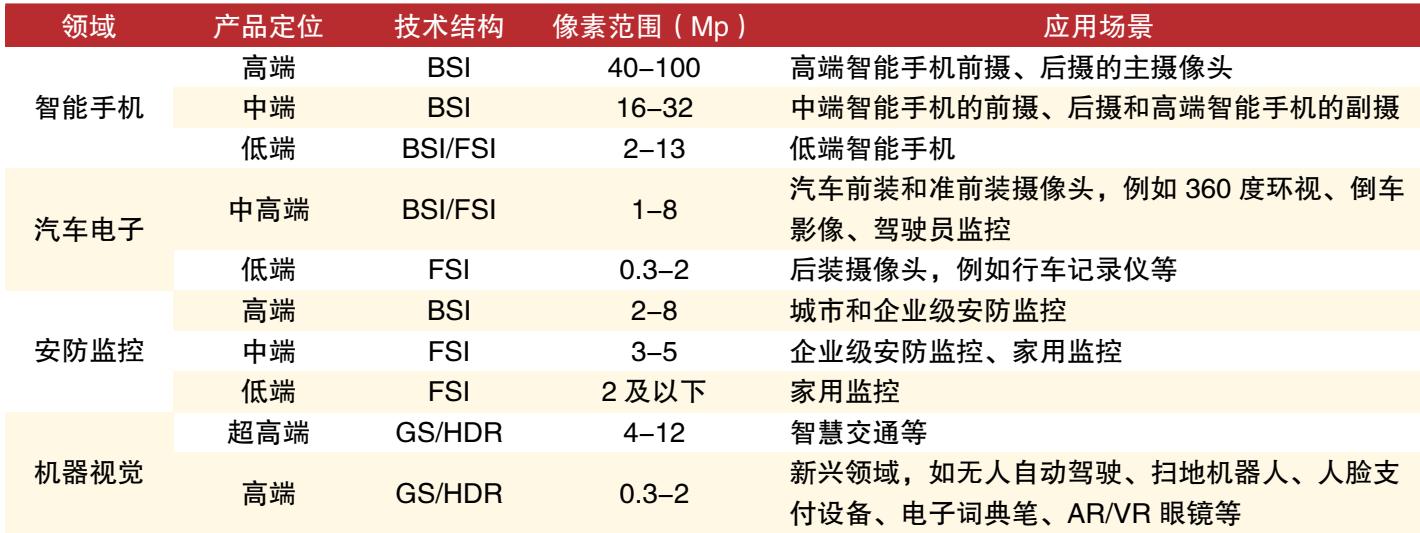 领域 产品定位 技术结构 像素范围（Mp） 应用场景
智能手机 高端 BSI 40–100 高端智能手机前摄、后摄的主摄像头
中端 BSI 16–32 中端智能手机的前摄、后摄和高端智能手机的副摄
低端 BSI/FSI 2–13 低端智能手机
汽车电子 中高端 BSI/FSI 1–8 汽车前装和准前装摄像头，例如 360 度环视、倒车
影像、驾驶员监控
低端 FSI 0.3–2 后装摄像头，例如行车记录仪等
安防监控 高端 BSI 2–8 城市和企业级安防监控
中端 FSI 3–5 企业级安防监控、家用监控
低端 FSI 2 及以下 家用监控
机器视觉 超高端 GS/HDR 4–12 智慧交通等
高端 GS/HDR 0.3–2 新兴领域，如无人自动驾驶、扫地机器人、人脸支
付设备、电子词典笔、AR/VR 眼镜等